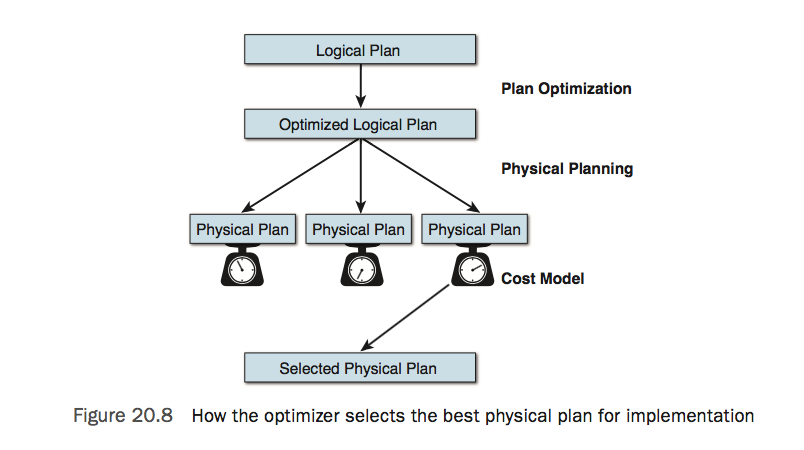 Logical Plan
Plan Optimization
Optimized Logical Plan
Physical Planning
Physical Plan
Physical Plan
Physical Plan
Cost Model
Selected Physical Plan
Figure 20.8 How the optimizer selects the best physical plan for implementation